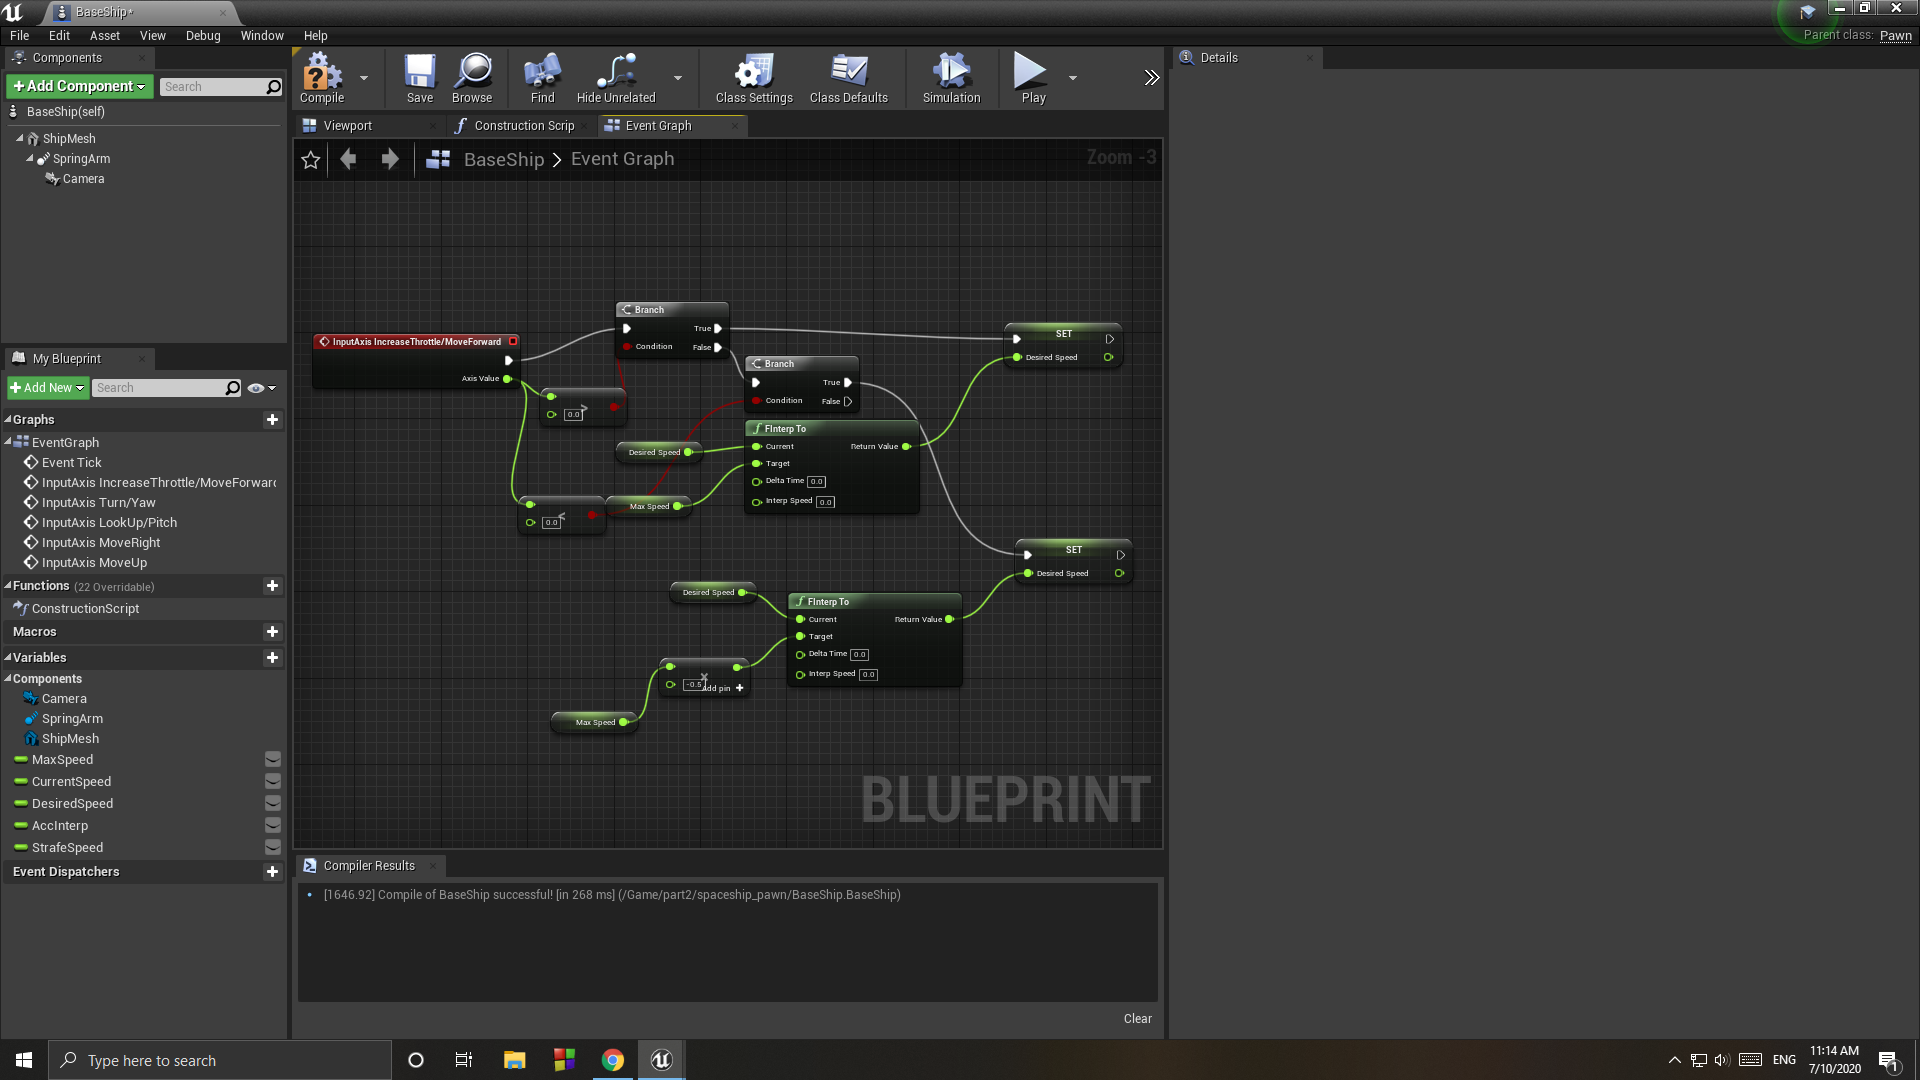 BaseShip*
File Edit Asset View Debug Window Help
Parent class: Pawn
Components
+Add Component
Search
BaseShip(self)
ShipMesh
SpringArm
Camera
Compile
Save
Browse
Find
Hide Unrelated
Class Settings
Class Defaults
Simulation
Play
Details
Viewport
Construction Scrip
Event Graph
BaseShip > Event Graph
Zoom -3
InputAxis IncreaseThrottle/MoveForward
Axis Value
Branch
True
Condition
False
Branch
True
Condition
False
0.0
>
SET
Desired Speed
Desired Speed
Max Speed
0.0
<
FInterp To
Current
Return Value
Target
Delta Time 0.0
Interp Speed 0.0
SET
Desired Speed
Desired Speed
FInterp To
Current
Return Value
Target
Delta Time 0.0
Interp Speed 0.0
-0.5
×
Add pin +
Max Speed
BLUEPRINT
My Blueprint
+Add New
Search
Graphs
EventGraph
Event Tick
InputAxis IncreaseThrottle/MoveForward
InputAxis Turn/Yaw
InputAxis LookUp/Pitch
InputAxis MoveRight
InputAxis MoveUp
Functions (22 Overridable)
ConstructionScript
Macros
Variables
Components
Camera
SpringArm
ShipMesh
MaxSpeed
CurrentSpeed
DesiredSpeed
AccInterp
StrafeSpeed
Event Dispatchers
Compiler Results
[1646.92] Compile of BaseShip successful! [in 268 ms] (/Game/part2/spaceship_pawn/BaseShip.BaseShip)
Clear
Type here to search
ENG
11:14 AM
7/10/2020
1